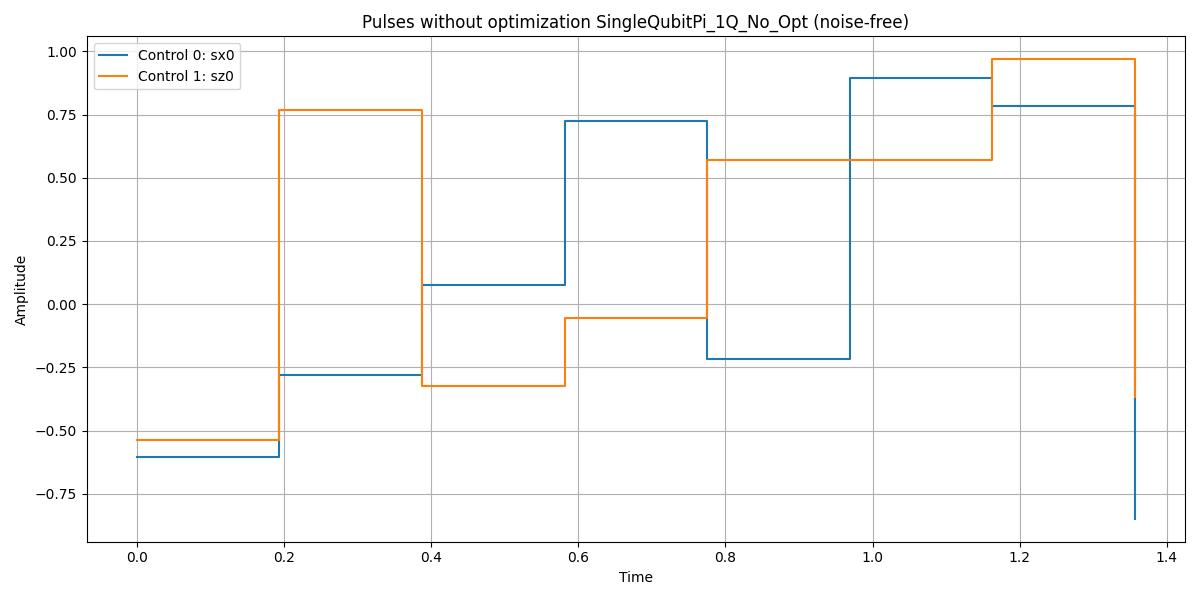 Pulses without optimization SingleQubitPi_1Q_No_Opt (noise-free)
Control 0: sx0
Control 1: sz0
Amplitude
1.00
0.75
0.50
0.25
0.00
−0.25
−0.50
−0.75
0.0 0.2 0.4 0.6 0.8 1.0 1.2 1.4
Time